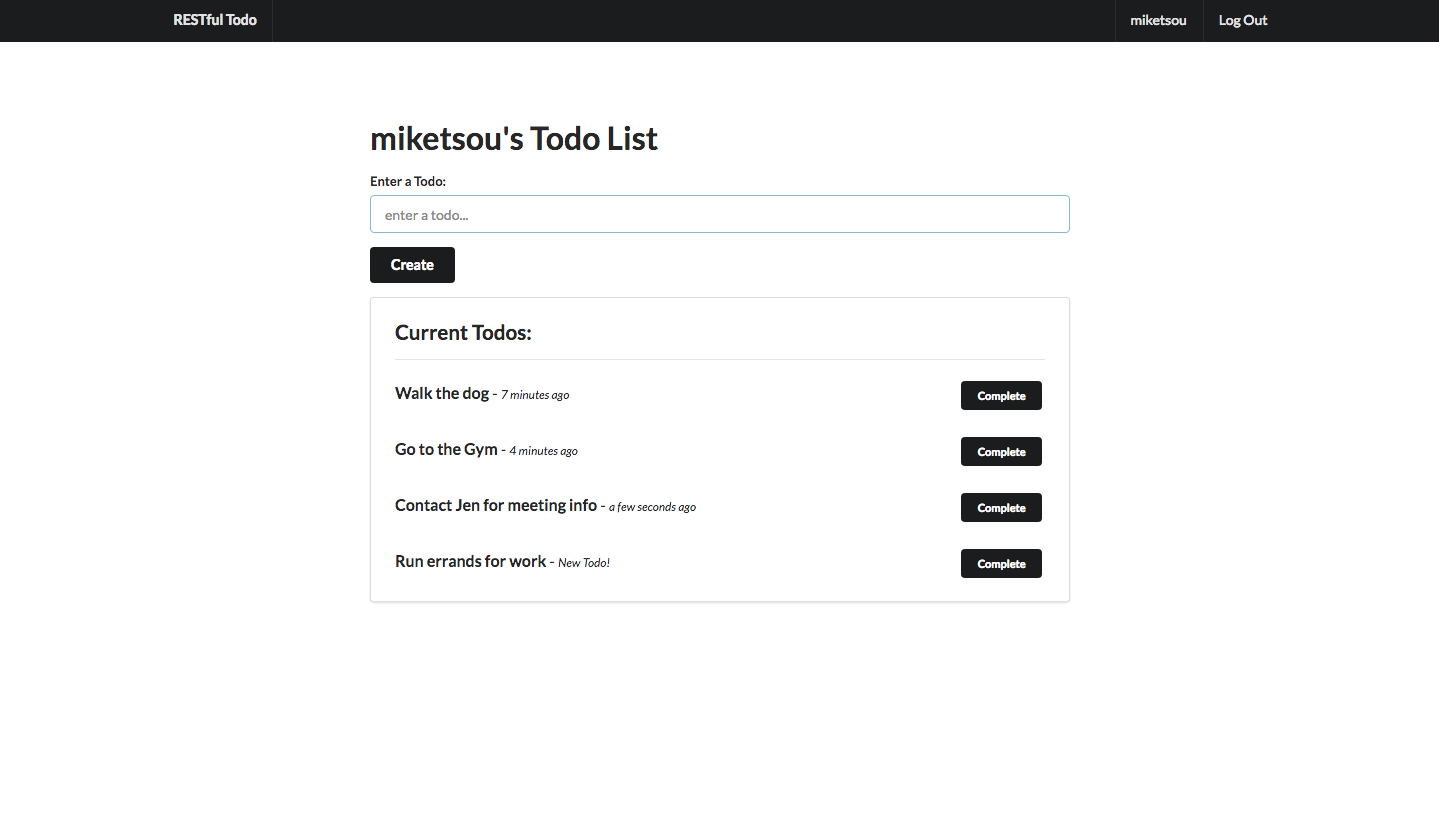 RESTful Todo miketsou Log Out
miketsou's Todo List
Enter a Todo:
enter a todo...
Create
Current Todos:
Walk the dog - 7 minutes ago Complete
Go to the Gym - 4 minutes ago Complete
Contact Jen for meeting info - a few seconds ago Complete
Run errands for work - New Todo! Complete